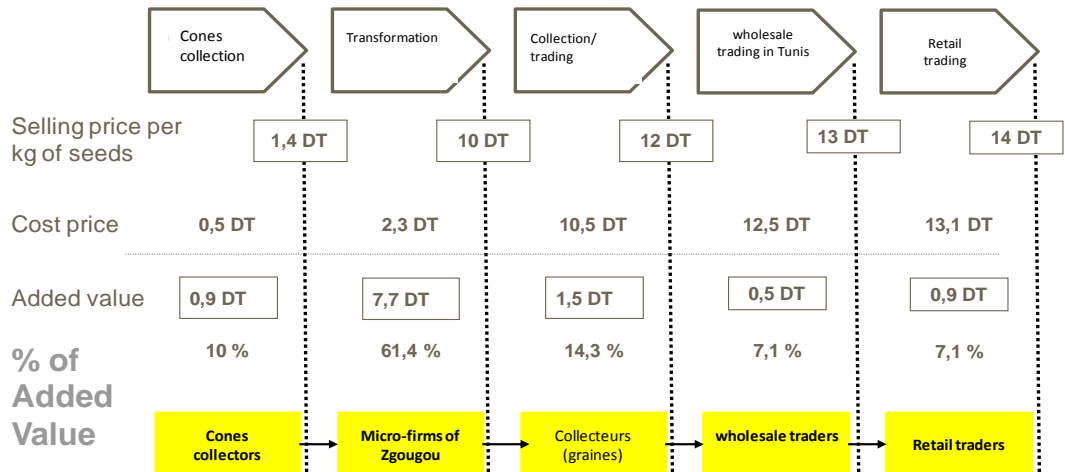 Cones
collection
Transformation
Collection/
trading
wholesale
trading in Tunis
Retail
trading
Selling price per
kg of seeds
1,4 DT
10 DT
12 DT
13 DT
14 DT
Cost price
0,5 DT
2,3 DT
10,5 DT
12,5 DT
13,1 DT
Added value
0,9 DT
7,7 DT
1,5 DT
0,5 DT
0,9 DT
% of
Added
Value
10 %
61,4 %
14,3 %
7,1 %
7,1 %
Cones
collectors
Micro-firms of
Zgougou
Collecteurs
(graines)
wholesale traders
Retail traders